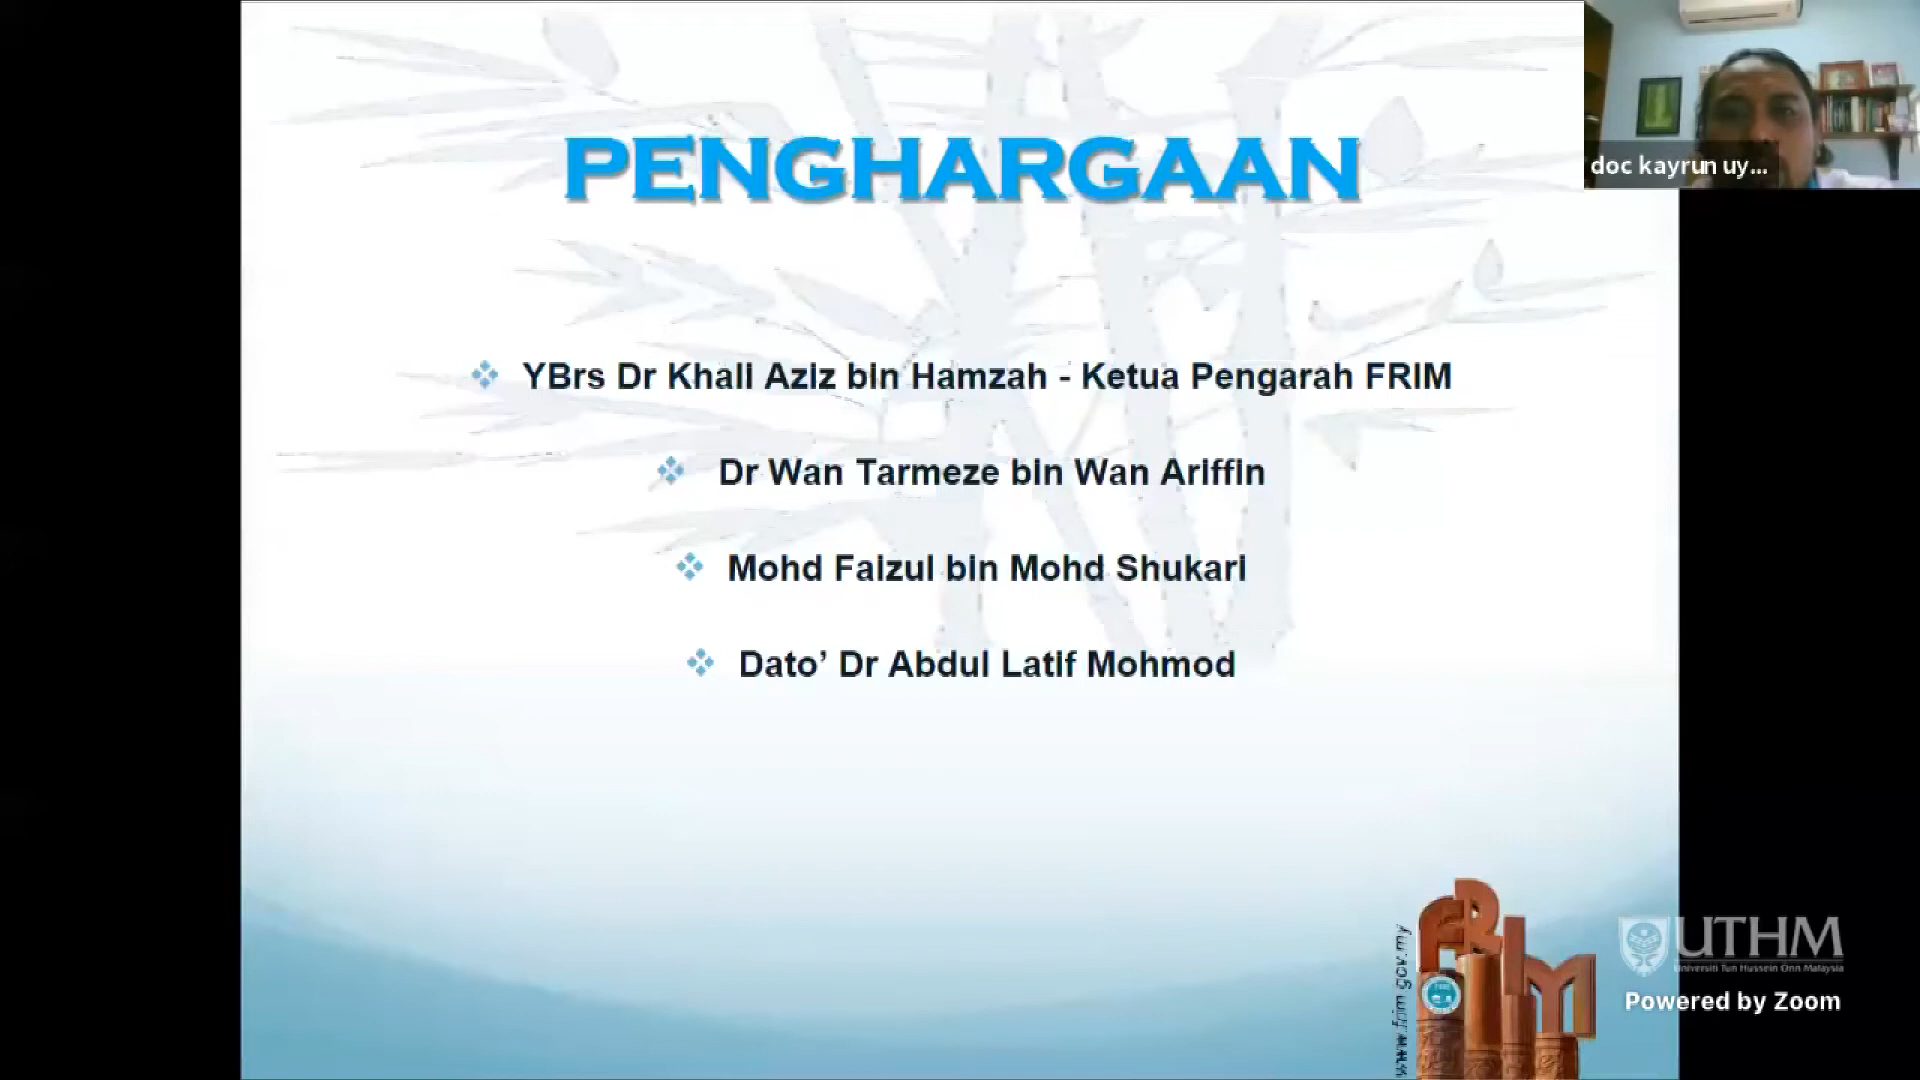 PENGHARGAAN
doc kayrun uy...
YBrs Dr Khali Aziz bin Hamzah - Ketua Pengarah FRIM
Dr Wan Tarmeze bin Wan Ariffin
Mohd Faizul bin Mohd Shukari
Dato’ Dr Abdul Latif Mohmod
www.frim.gov.my
FRIM
UTHM
Universiti Tun Hussein Onn Malaysia
Powered by Zoom